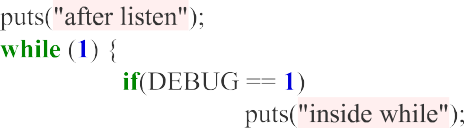 puts("after listen");
while (1) {
if(DEBUG == 1)
puts("inside while");